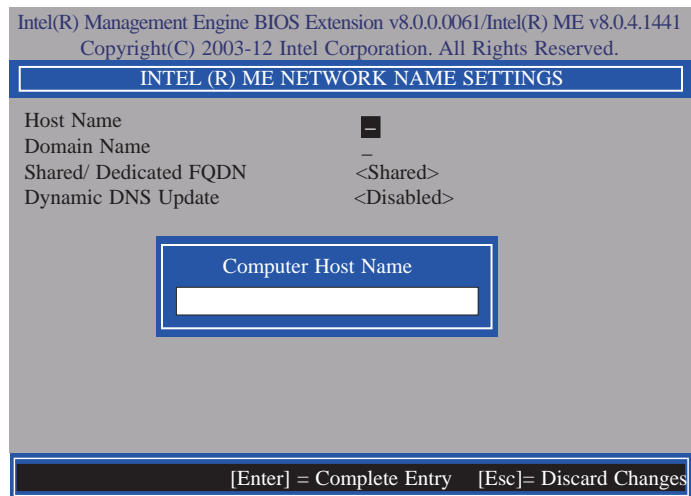 Intel(R) Management Engine BIOS Extension v8.0.0.0061/Intel(R) ME v8.0.4.1441
Copyright(C) 2003-12 Intel Corporation. All Rights Reserved.
INTEL (R) ME NETWORK NAME SETTINGS
Host Name _
Domain Name _
Shared/ Dedicated FQDN <Shared>
Dynamic DNS Update <Disabled>
Computer Host Name
[Enter] = Complete Entry [Esc]= Discard Changes